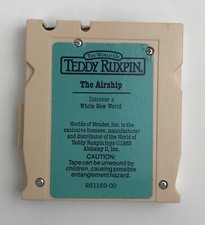 The World Of
TEDDY RUXPIN.
The Airship
Discover a
Whole New World
Worlds of Wonder, Inc. is the
exclusive licensee, manufacturer
and distributor of the World of
Teddy Ruxpin toys ©1985
Alchemy II, Inc.
CAUTION:
Tape can be unwound by
children, causing possible
entanglement hazard.
951169-00